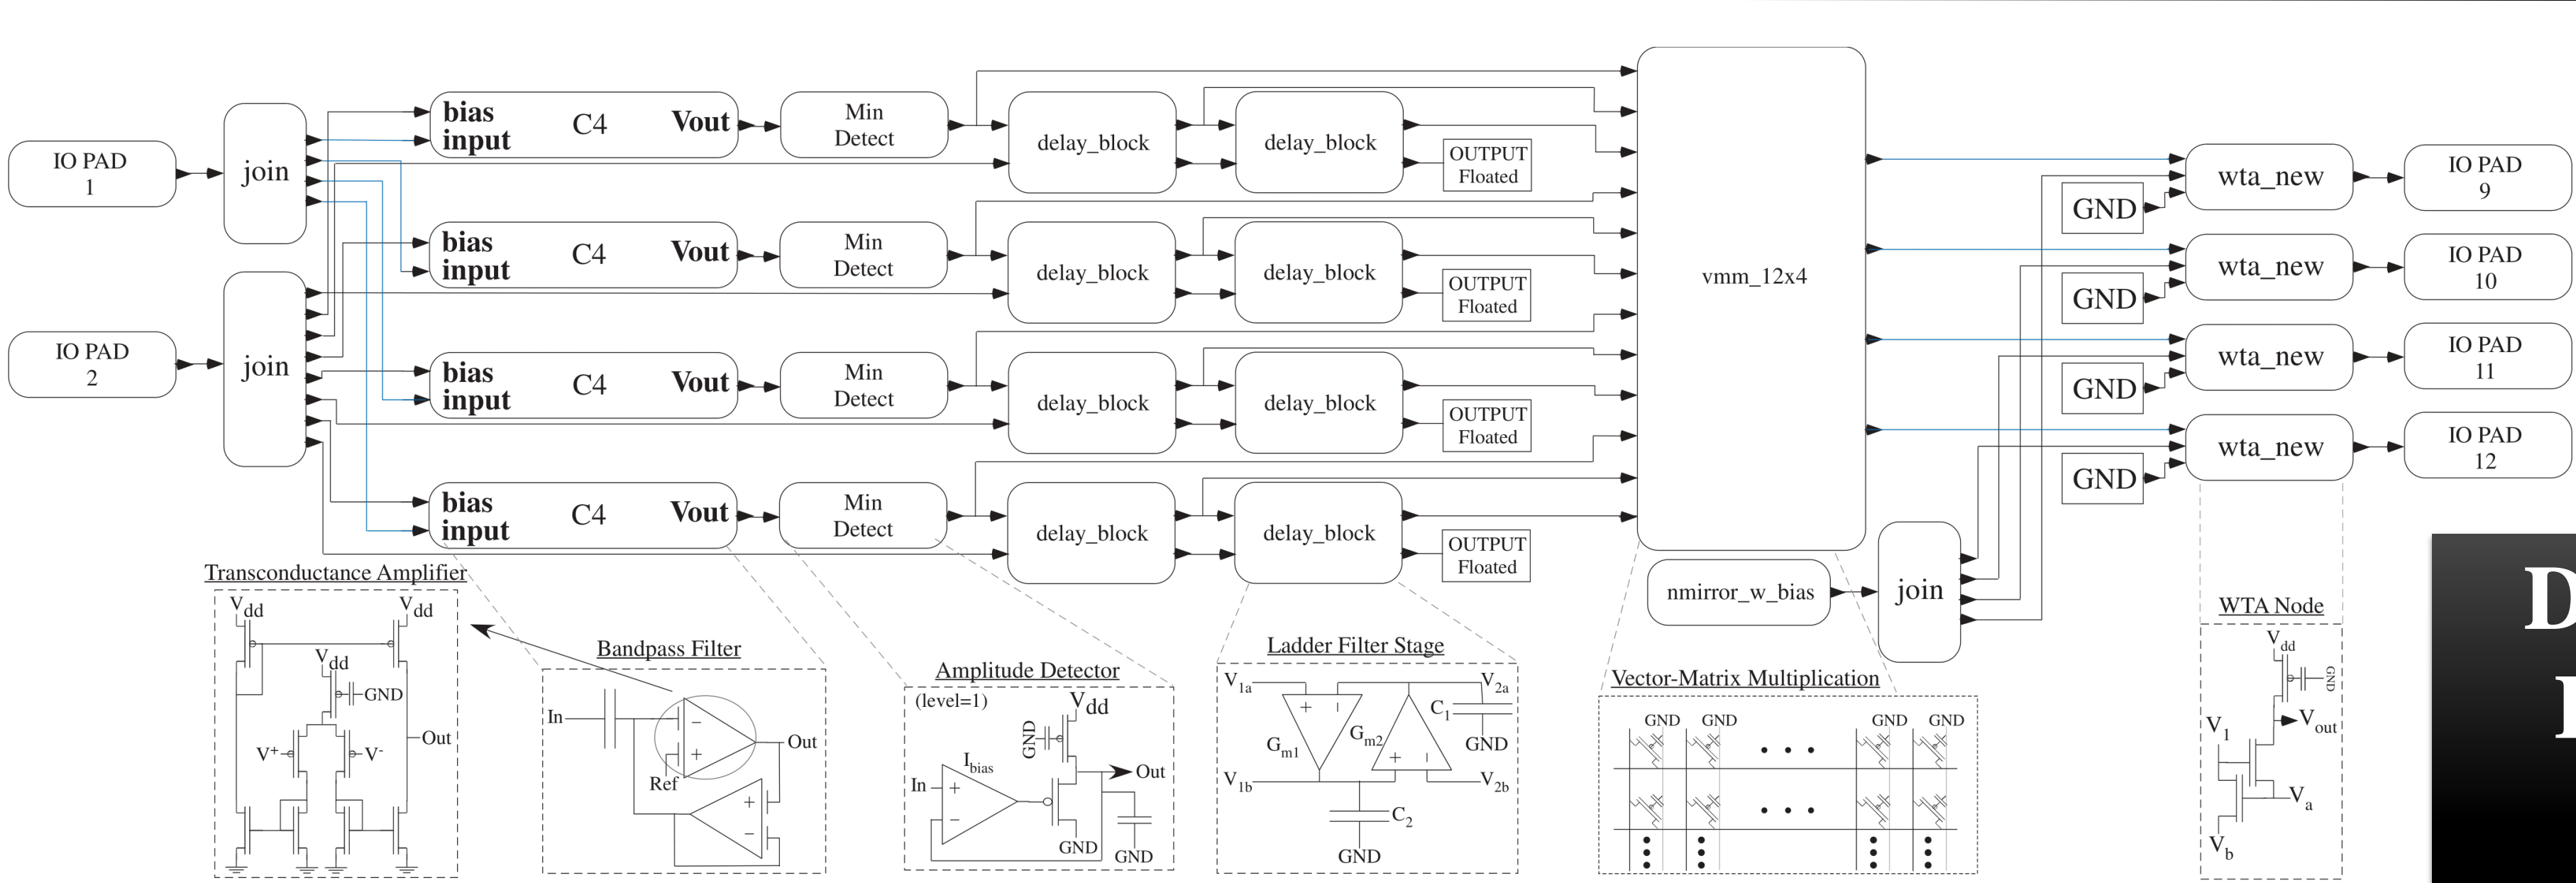 IO PAD
1
join
bias
input
C4
Vout
Min
Detect
delay_block
delay_block
OUTPUT
Floated
bias
input
C4
Vout
Min
Detect
delay_block
delay_block
OUTPUT
Floated
IO PAD
2
join
bias
input
C4
Vout
Min
Detect
delay_block
delay_block
OUTPUT
Floated
bias
input
C4
Vout
Min
Detect
delay_block
delay_block
OUTPUT
Floated
vmm_12x4
nmirror_w_bias
join
GND
wta_new
IO PAD
9
GND
wta_new
IO PAD
10
GND
wta_new
IO PAD
11
GND
wta_new
IO PAD
12
Transconductance Amplifier
Vdd
Vdd
Vdd
GND
V+
V-
Out
Bandpass Filter
In
−
+
Ref
Out
+
−
Amplitude Detector
(level=1)
Vdd
GND
Ibias
In
+
−
Out
GND
GND
Ladder Filter Stage
V1a
V2a
+ −
Gm1
Gm2
+ −
C1
GND
V1b
V2b
C2
GND
Vector-Matrix Multiplication
GND
GND
GND
GND
WTA Node
Vdd
GND
V1
Vout
Va
Vb
D